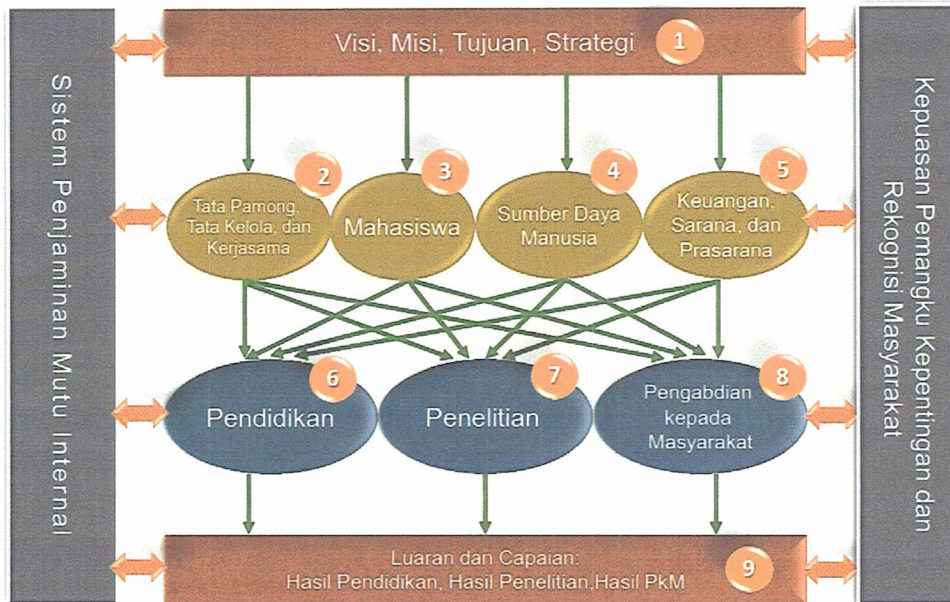 Visi, Misi, Tujuan, Strategi
1
Sistem Penjaminan Mutu Internal
Kepuasan Pemangku Kepentingan dan
Rekognisi Masyarakat
2
Tata Pamong,
Tata Kelola, dan
Kerjasama
3
Mahasiswa
4
Sumber Daya
Manusia
5
Keuangan,
Sarana, dan
Prasarana
6
Pendidikan
7
Penelitian
8
Pengabdian
kepada
Masyarakat
Luaran dan Capaian:
Hasil Pendidikan, Hasil Penelitian,Hasil PkM
9